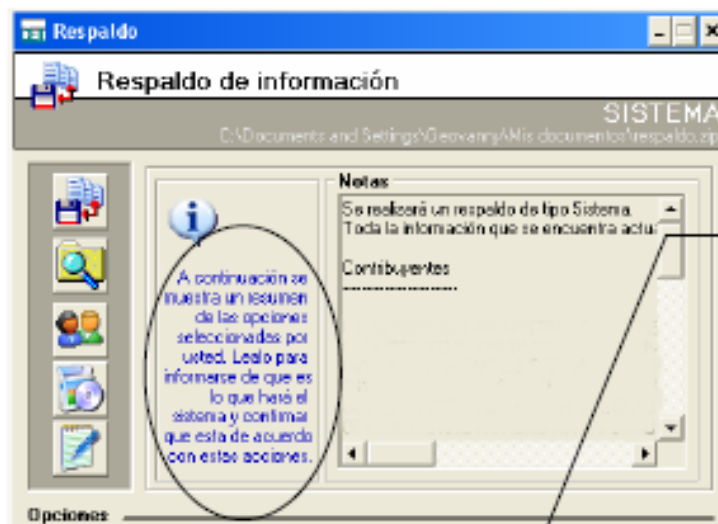 Respaldo
Respaldo de información
SISTEMA
C:\Documents and Settings\Geovanny\Mis documentos\respaldo.zip
Notas
Se realizará un respaldo de tipo Sistema.
Toda la información que se encuentra actu
Contribuyentes
--------------------
A continuación se
muestra un resumen
de las opciones
seleccionadas por
usted. Lealo para
informarse de que es
lo que hará el
sistema y confirmar
que esta de acuerdo
con estas acciones.
Opciones